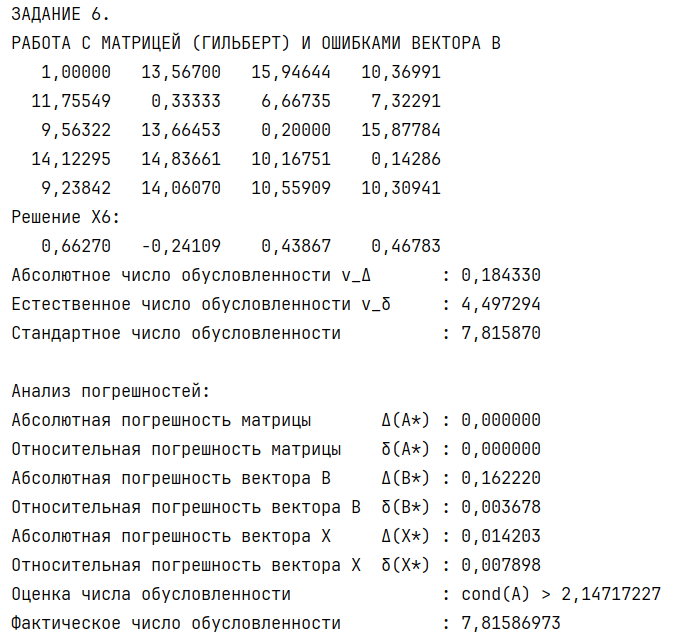 ЗАДАНИЕ 6.
РАБОТА С МАТРИЦЕЙ (ГИЛЬБЕРТ) И ОШИБКАМИ ВЕКТОРА B
1,00000 13,56700 15,94644 10,36991
11,75549 0,33333 6,66735 7,32291
9,56322 13,66453 0,20000 15,87784
14,12295 14,83661 10,16751 0,14286
9,23842 14,06070 10,55909 10,30941
Решение X6:
0,66270 -0,24109 0,43867 0,46783
Абсолютное число обусловленности v_Δ : 0,184330
Естественное число обусловленности v_δ : 4,497294
Стандартное число обусловленности : 7,815870
Анализ погрешностей:
Абсолютная погрешность матрицы Δ(A*) : 0,000000
Относительная погрешность матрицы δ(A*) : 0,000000
Абсолютная погрешность вектора B Δ(B*) : 0,162220
Относительная погрешность вектора B δ(B*) : 0,003678
Абсолютная погрешность вектора X Δ(X*) : 0,014203
Относительная погрешность вектора X δ(X*) : 0,007898
Оценка числа обусловленности : cond(A) > 2,14717227
Фактическое число обусловленности : 7,81586973